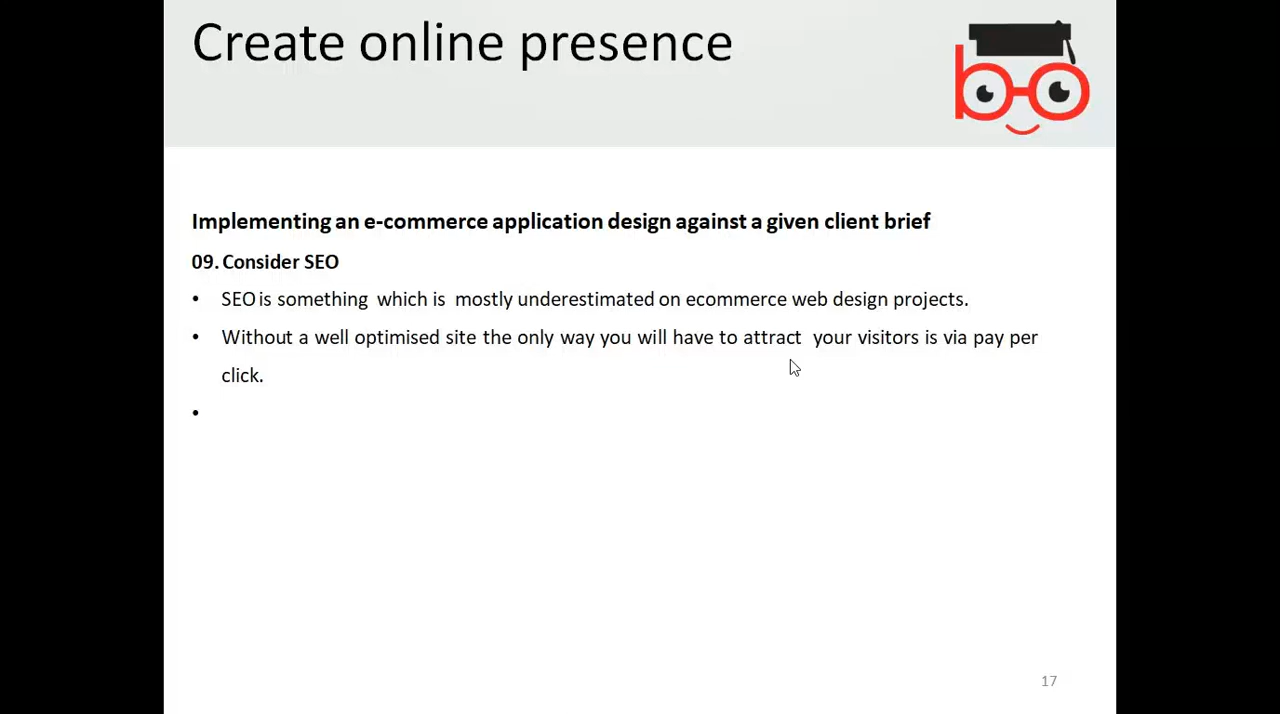 Create online presence
bo
Implementing an e-commerce application design against a given client brief
09. Consider SEO
• SEO is something which is mostly underestimated on ecommerce web design projects.
• Without a well optimised site the only way you will have to attract your visitors is via pay per
click.
•
17